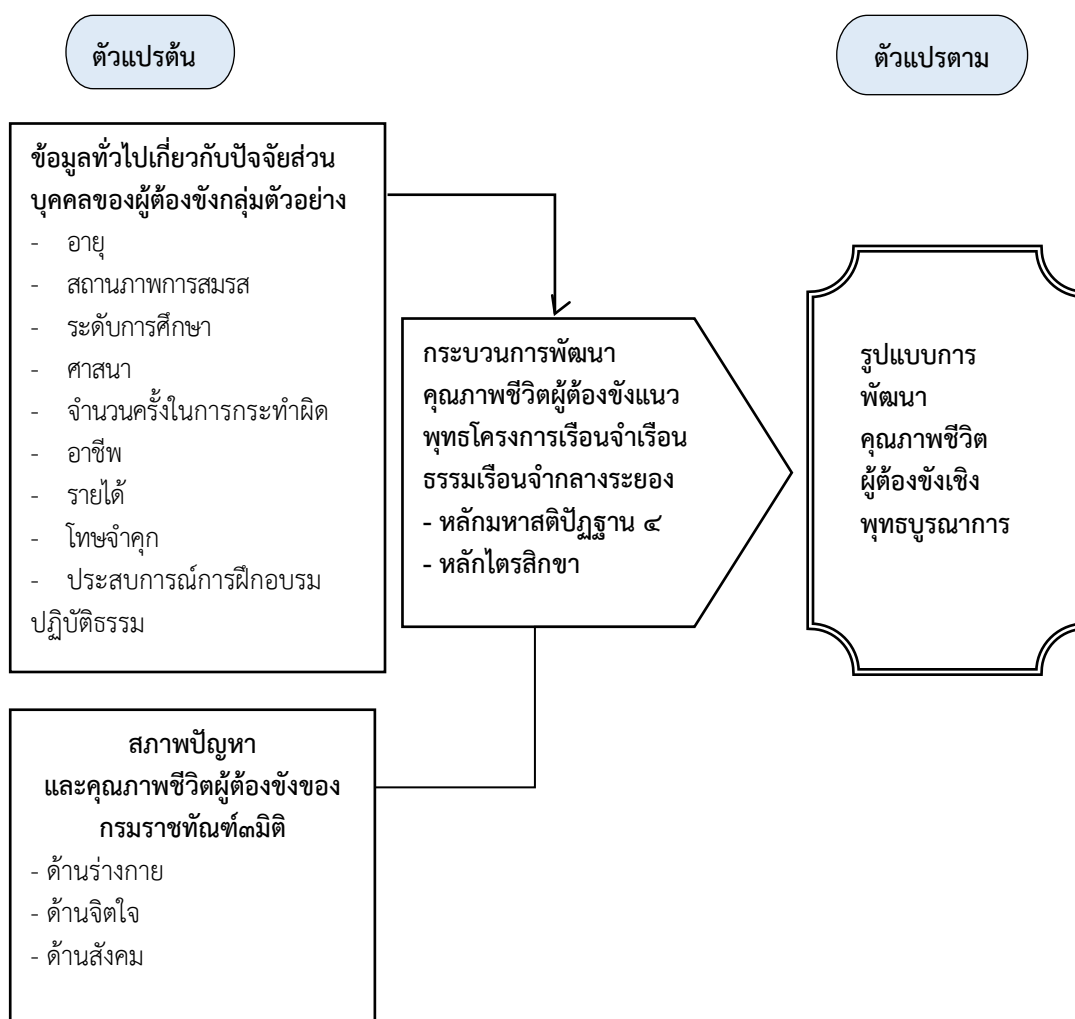 ตัวแปรต้น
ตัวแปรตาม
ข้อมูลทั่วไปเกี่ยวกับปัจจัยส่วน
บุคคลของผู้ต้องขังกลุ่มตัวอย่าง
- อายุ
- สถานภาพการสมรส
- ระดับการศึกษา
- ศาสนา
- จำนวนครั้งในการกระทำผิด
- อาชีพ
- รายได้
- โทษจำคุก
- ประสบการณ์การฝึกอบรม
ปฏิบัติธรรม
สภาพปัญหา
และคุณภาพชีวิตผู้ต้องขังของ
กรมราชทัณฑ์๓มิติ
- ด้านร่างกาย
- ด้านจิตใจ
- ด้านสังคม
กระบวนการพัฒนา
คุณภาพชีวิตผู้ต้องขังแนว
พุทธโครงการเรือนจำเรือน
ธรรมเรือนจำกลางระยอง
- หลักมหาสติปัฏฐาน ๔
- หลักไตรสิกขา
รูปแบบการ
พัฒนา
คุณภาพชีวิต
ผู้ต้องขังเชิง
พุทธบูรณาการ